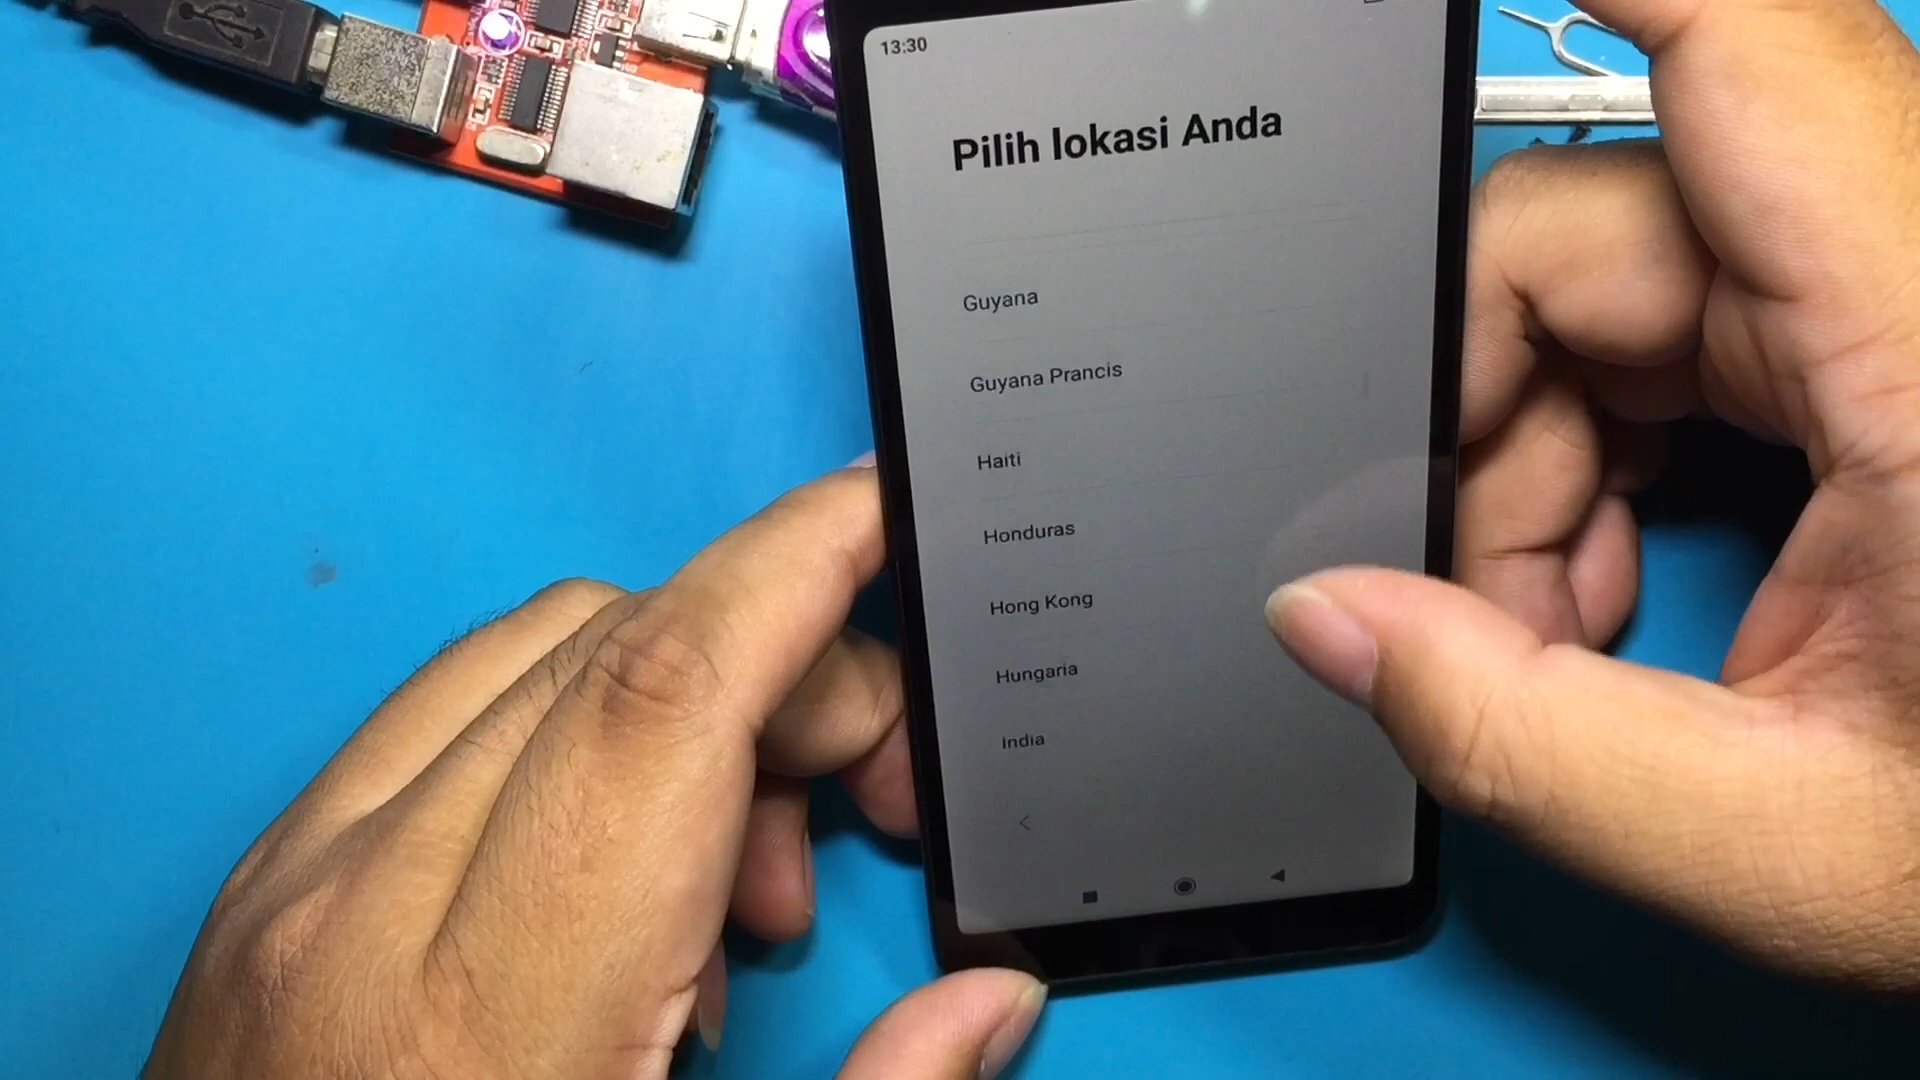 13:30
Pilih lokasi Anda
Guyana
Guyana Prancis
Haiti
Honduras
Hong Kong
Hungaria
India